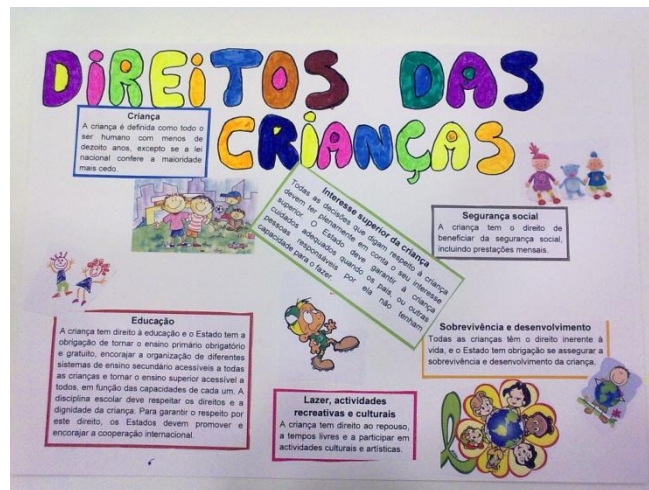 DIREITOS DAS
CRIANÇAS
Criança
A criança é definida como todo o
ser humano com menos de
dezoito anos, excepto se a lei
nacional confere a maioridade
mais cedo.
Interesse superior da criança
Todas as decisões que digam respeito à criança
devem ter plenamente em conta o seu interesse
superior. O Estado deve garantir à criança
cuidados adequados quando os pais, ou outras
pessoas responsáveis por ela não tenham
capacidade para o fazer.
Segurança social
A criança tem o direito de
beneficiar da segurança social,
incluindo prestações mensais.
Educação
A criança tem direito à educação e o Estado tem a
obrigação de tornar o ensino primário obrigatório
e gratuito, encorajar a organização de diferentes
sistemas de ensino secundário acessíveis a todas
as crianças e tornar o ensino superior acessível a
todos, em função das capacidades de cada um. A
disciplina escolar deve respeitar os direitos e a
dignidade da criança. Para garantir o respeito por
este direito, os Estados devem promover e
encorajar a cooperação internacional.
Sobrevivência e desenvolvimento
Todas as crianças têm o direito inerente à
vida, e o Estado tem obrigação se assegurar a
sobrevivência e desenvolvimento da criança.
Lazer, actividades
recreativas e culturais
A criança tem direito ao repouso,
a tempos livres e a participar em
actividades culturais e artísticas.